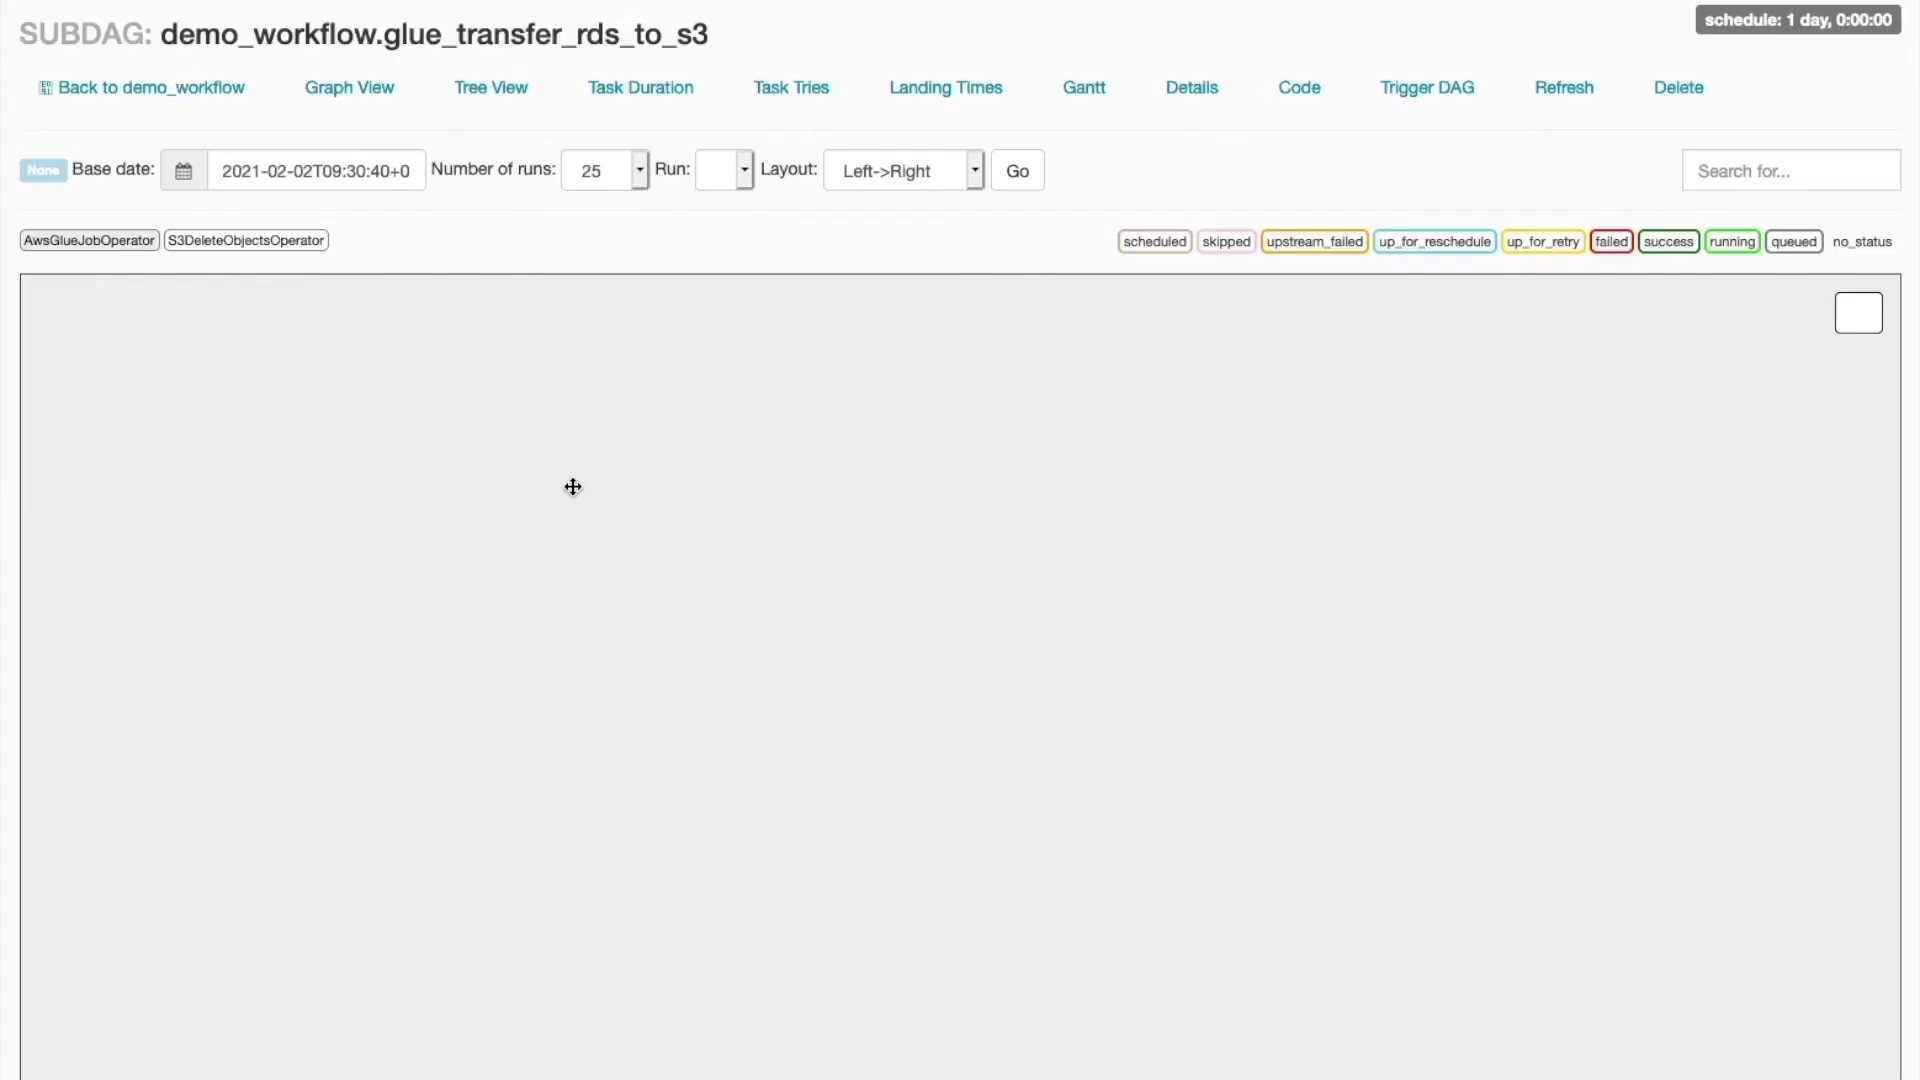 SUBDAG: demo_workflow.glue_transfer_rds_to_s3
schedule: 1 day, 0:00:00
Back to demo_workflow Graph View Tree View Task Duration Task Tries Landing Times Gantt Details Code Trigger DAG Refresh Delete
None Base date: 2021-02-02T09:30:40+0 Number of runs: 25 Run: Layout: Left->Right Go Search for...
AwsGlueJobOperator S3DeleteObjectsOperator scheduled skipped upstream_failed up_for_reschedule up_for_retry failed success running queued no_status